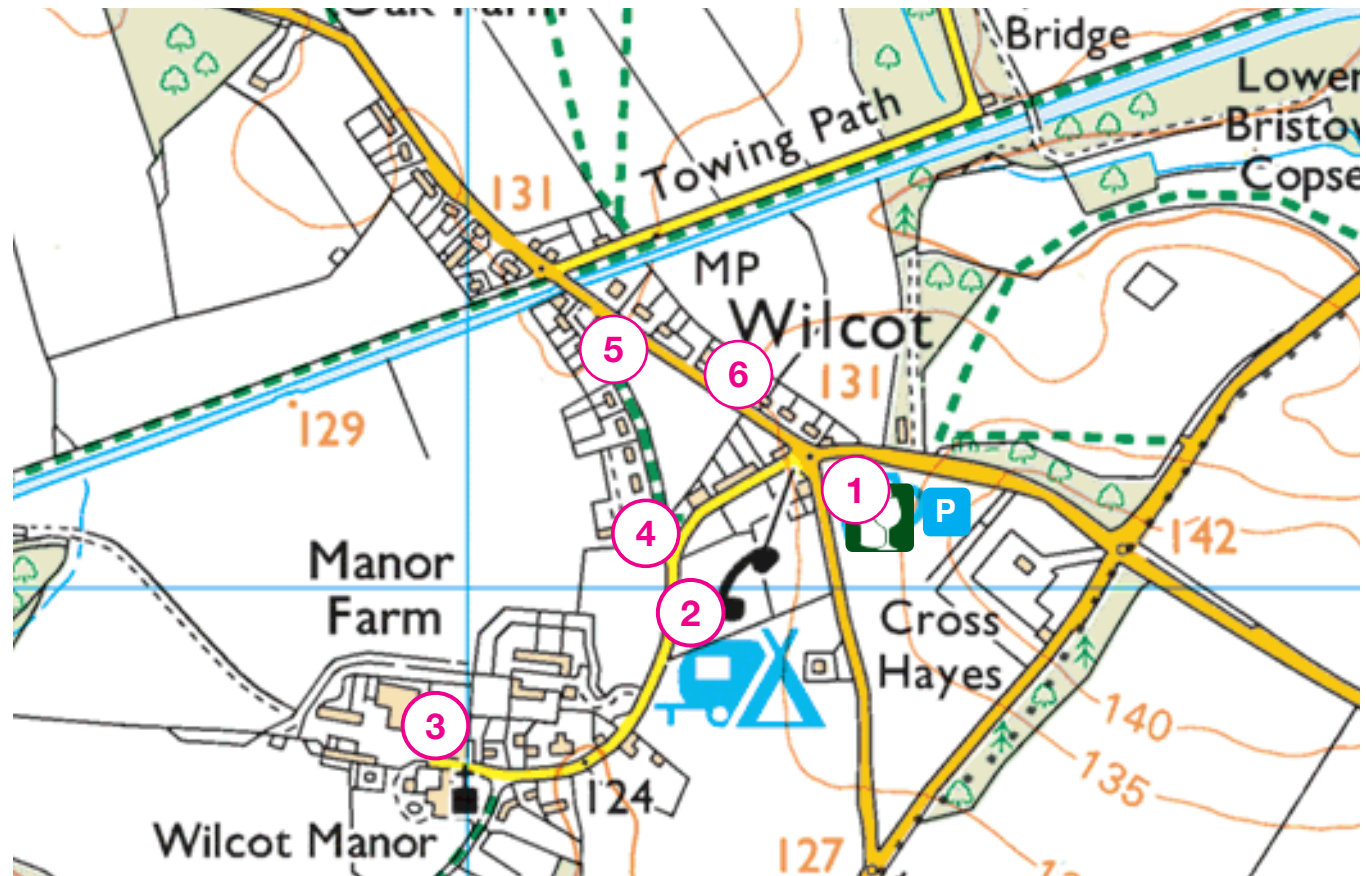 Oak Farm
Bridge
Lower
Bristow
Copse
Towing Path
131
MP
Wilcot
5
6
131
129
1
P
4
142
Manor
Farm
2
Cross
Hayes
3
140
135
124
Wilcot Manor
127